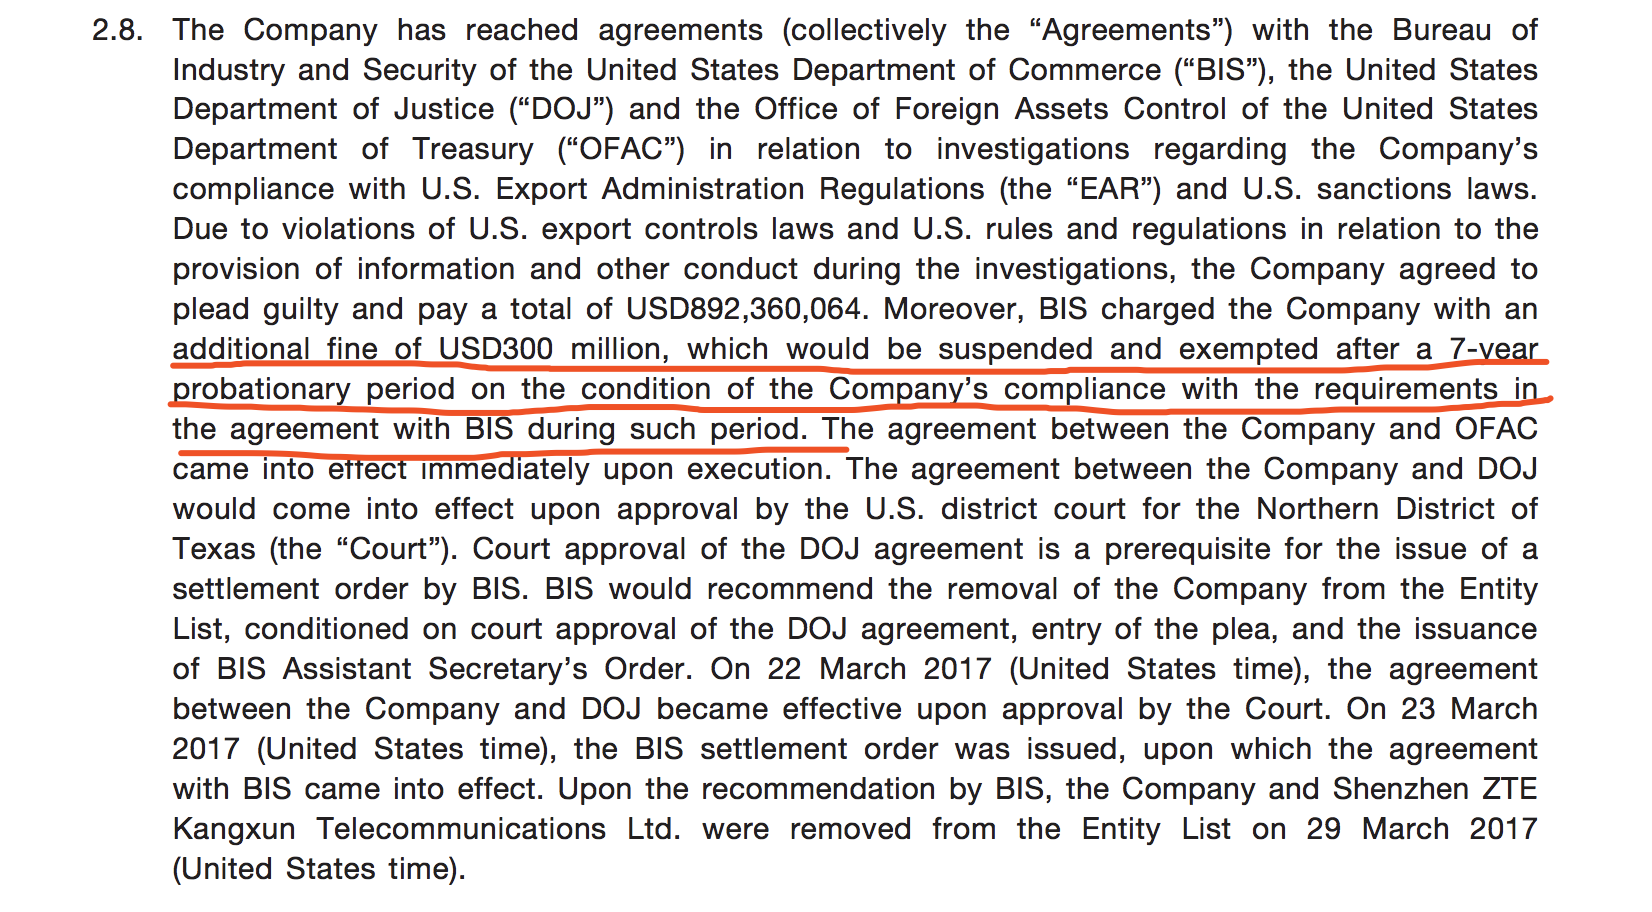 2.8. The Company has reached agreements (collectively the “Agreements”) with the Bureau of
Industry and Security of the United States Department of Commerce (“BIS”), the United States
Department of Justice (“DOJ”) and the Office of Foreign Assets Control of the United States
Department of Treasury (“OFAC”) in relation to investigations regarding the Company’s
compliance with U.S. Export Administration Regulations (the “EAR”) and U.S. sanctions laws.
Due to violations of U.S. export controls laws and U.S. rules and regulations in relation to the
provision of information and other conduct during the investigations, the Company agreed to
plead guilty and pay a total of USD892,360,064. Moreover, BIS charged the Company with an
additional fine of USD300 million, which would be suspended and exempted after a 7-year
probationary period on the condition of the Company’s compliance with the requirements in
the agreement with BIS during such period. The agreement between the Company and OFAC
came into effect immediately upon execution. The agreement between the Company and DOJ
would come into effect upon approval by the U.S. district court for the Northern District of
Texas (the “Court”). Court approval of the DOJ agreement is a prerequisite for the issue of a
settlement order by BIS. BIS would recommend the removal of the Company from the Entity
List, conditioned on court approval of the DOJ agreement, entry of the plea, and the issuance
of BIS Assistant Secretary’s Order. On 22 March 2017 (United States time), the agreement
between the Company and DOJ became effective upon approval by the Court. On 23 March
2017 (United States time), the BIS settlement order was issued, upon which the agreement
with BIS came into effect. Upon the recommendation by BIS, the Company and Shenzhen ZTE
Kangxun Telecommunications Ltd. were removed from the Entity List on 29 March 2017
(United States time).